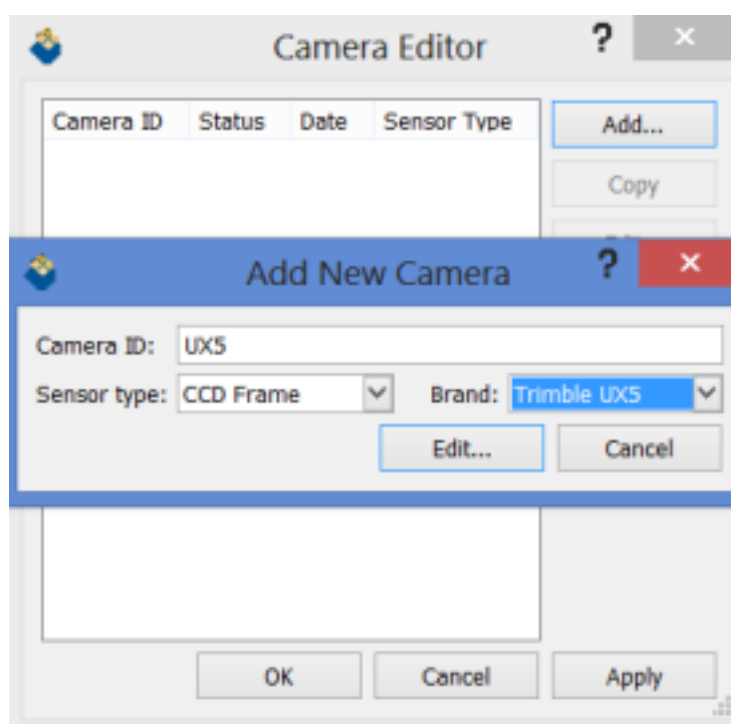 Camera Editor ? ×
Camera ID Status Date Sensor Type
Add...
Copy
Add New Camera ? ×
Camera ID: UX5
Sensor type: CCD Frame Brand: Trimble UX5
Edit... Cancel
OK Cancel Apply